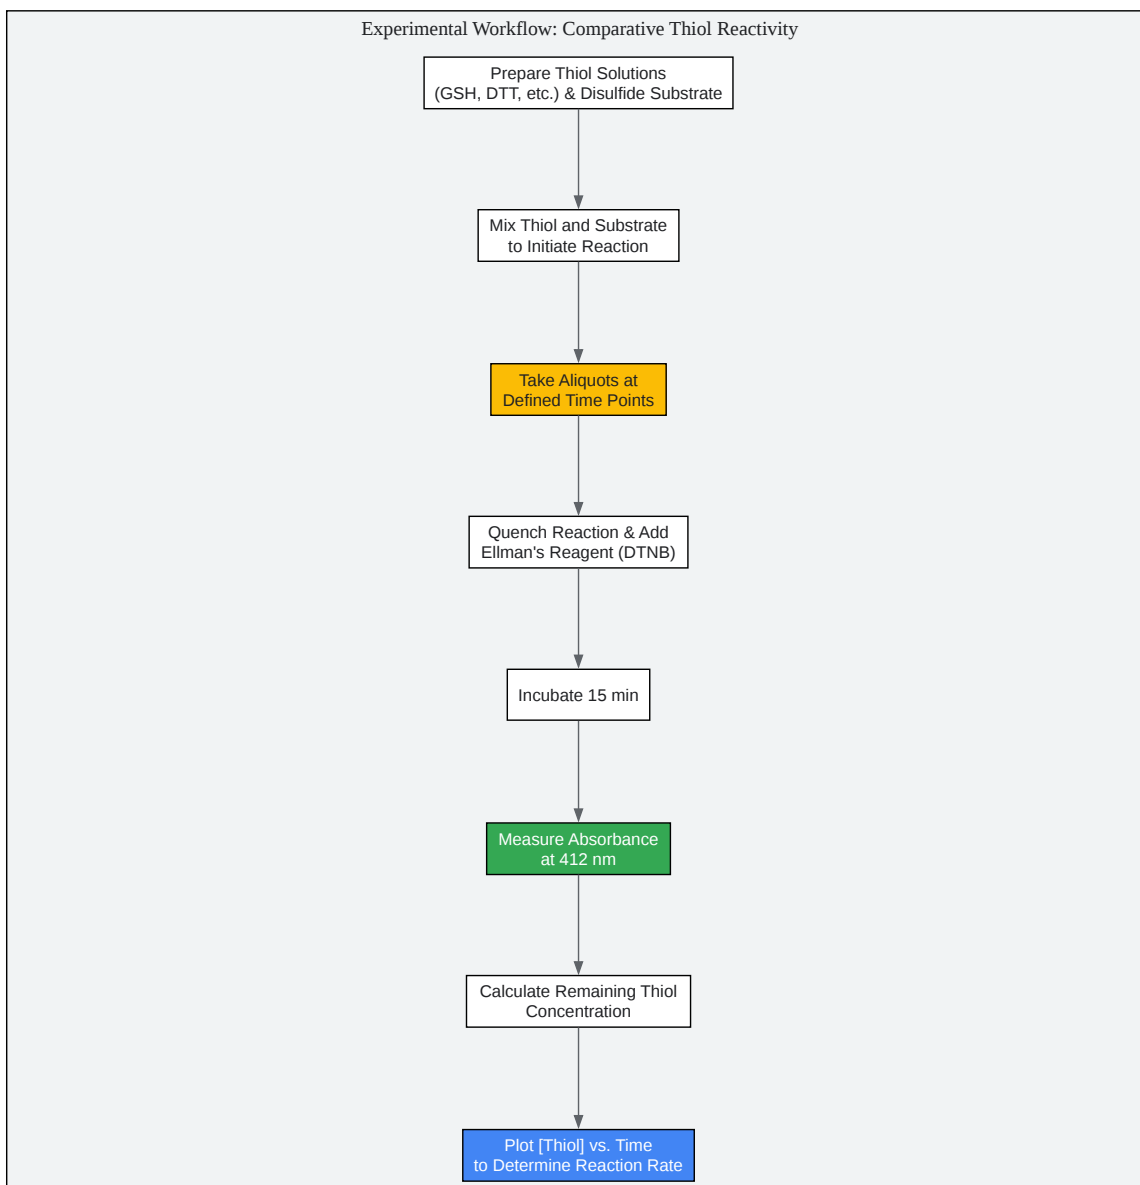 Experimental Workflow: Comparative Thiol Reactivity
Prepare Thiol Solutions
(GSH, DTT, etc.) & Disulfide Substrate
Mix Thiol and Substrate
to Initiate Reaction
Take Aliquots at
Defined Time Points
Quench Reaction & Add
Ellman's Reagent (DTNB)
Incubate 15 min
Measure Absorbance
at 412 nm
Calculate Remaining Thiol
Concentration
Plot [Thiol] vs. Time
to Determine Reaction Rate